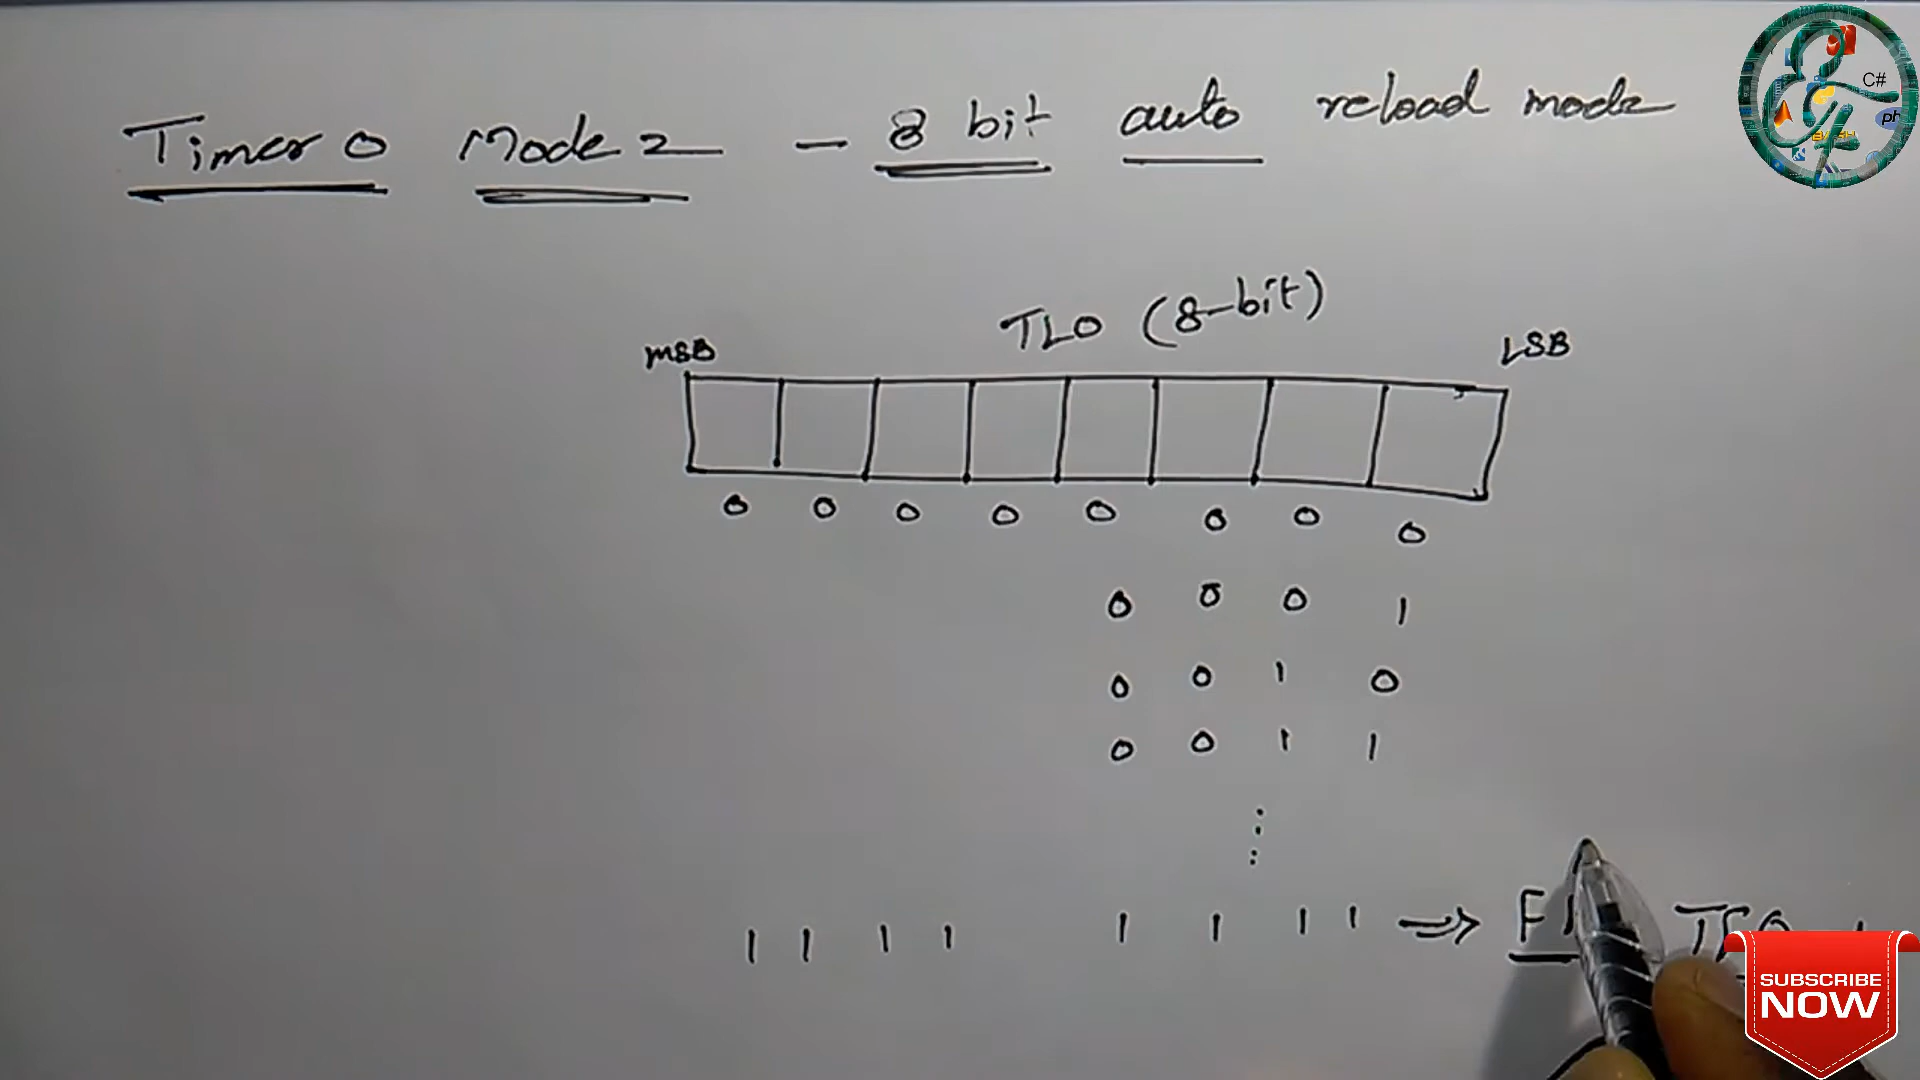 Timer 0 Mode 2 - 8 bit auto reload mode
C#
ph
TL0 (8-bit)
MSB LSB
0 0 0 0 0 0 0 0
0 0 0 1
0 0 1 0
0 0 1 1
1 1 1 1 1 1 1 1 => F
SUBSCRIBE
NOW